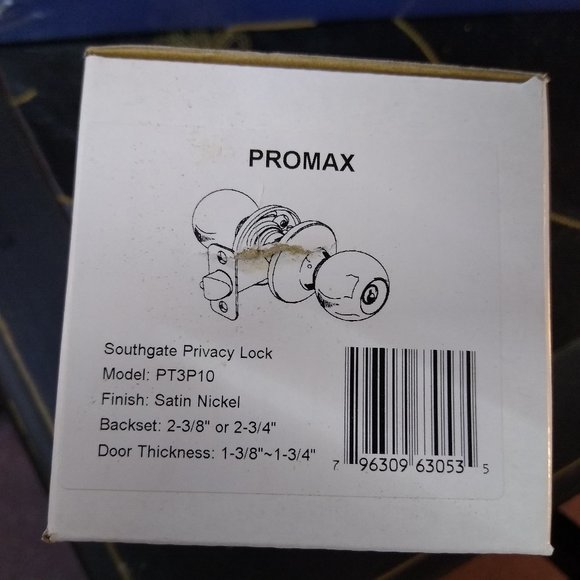 PROMAX
Southgate Privacy Lock
Model: PT3P10
Finish: Satin Nickel
Backset: 2-3/8" or 2-3/4"
Door Thickness: 1-3/8"~1-3/4"
7 96309 63053 5